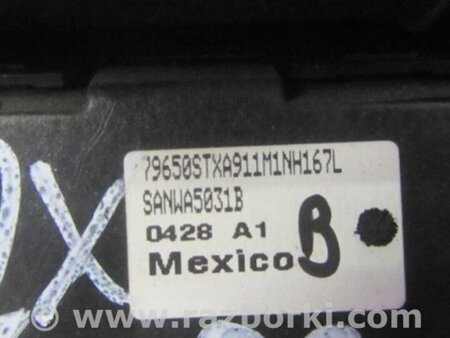 79650STXA911M1NH167L
SANWA5031B
0428 A1
Mexico B
© www.razborki.com